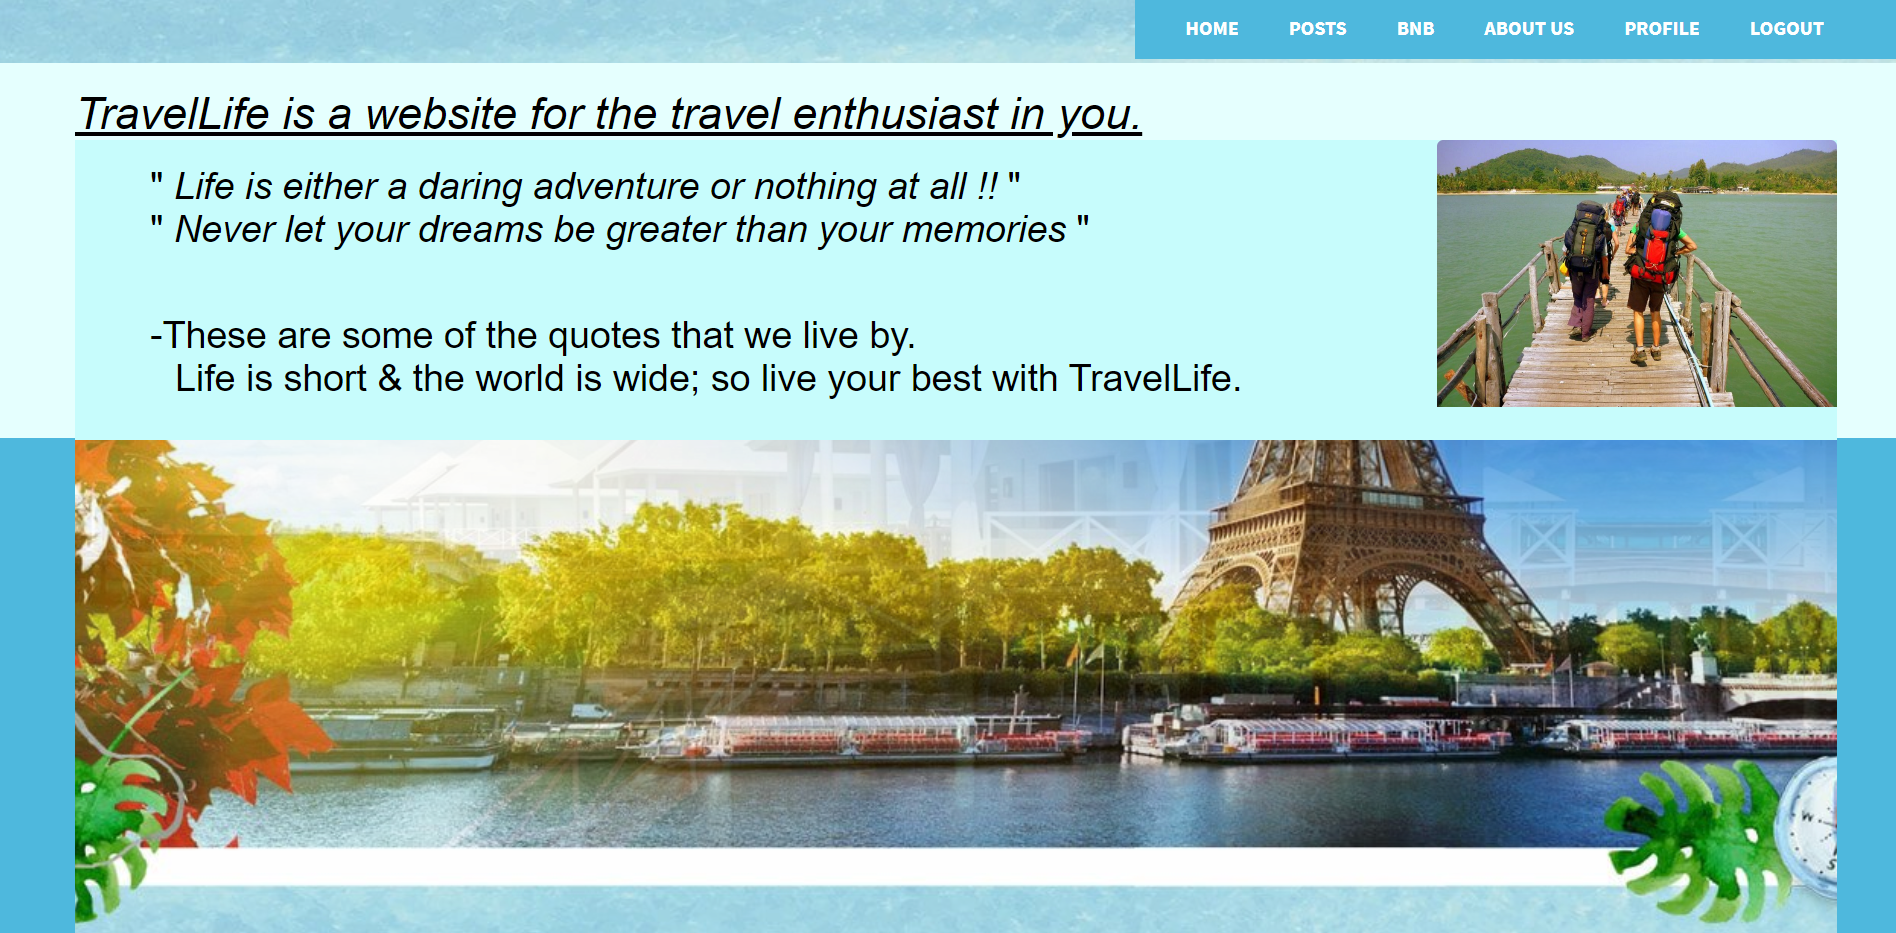 HOME POSTS BNB ABOUT US PROFILE LOGOUT
TravelLife is a website for the travel enthusiast in you.
" Life is either a daring adventure or nothing at all !! "
" Never let your dreams be greater than your memories "
-These are some of the quotes that we live by.
Life is short & the world is wide; so live your best with TravelLife.
W
S